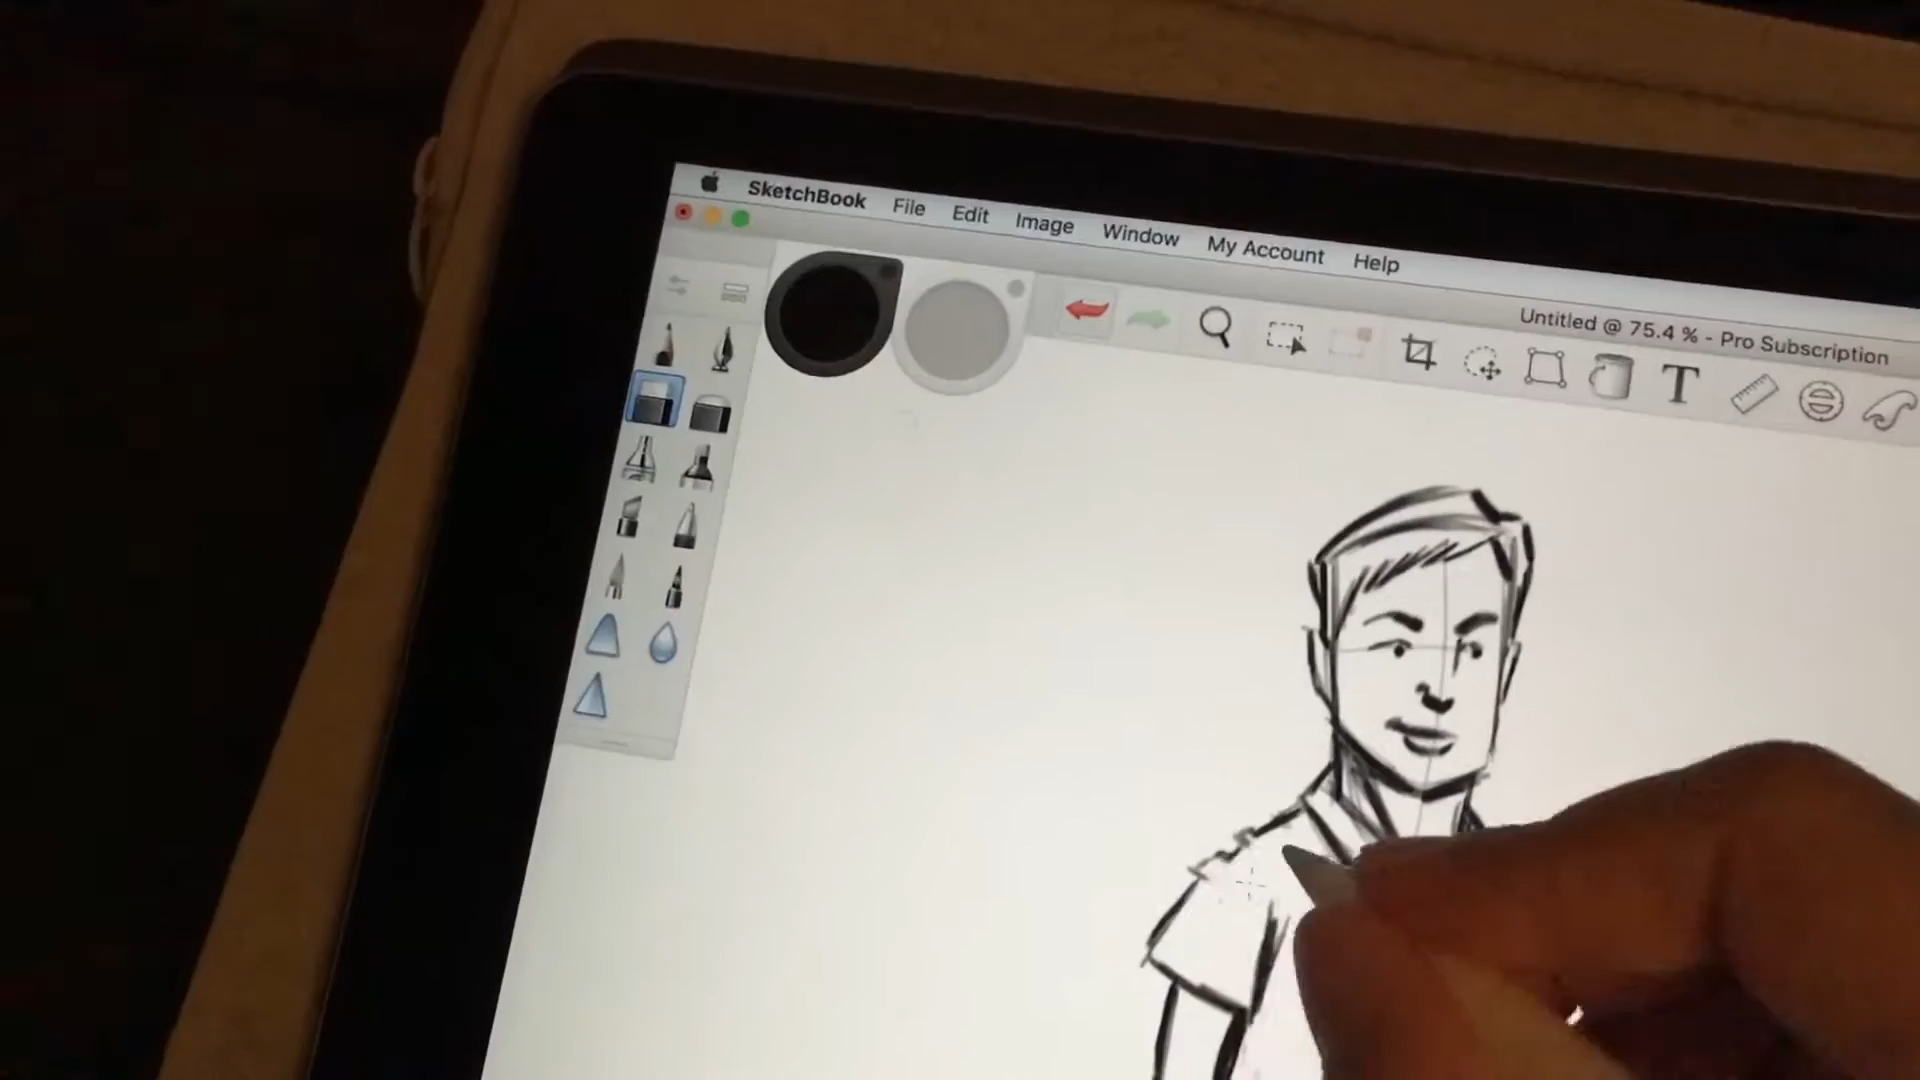 SketchBook File Edit Image Window My Account Help
Untitled @ 75.4 % - Pro Subscription
T